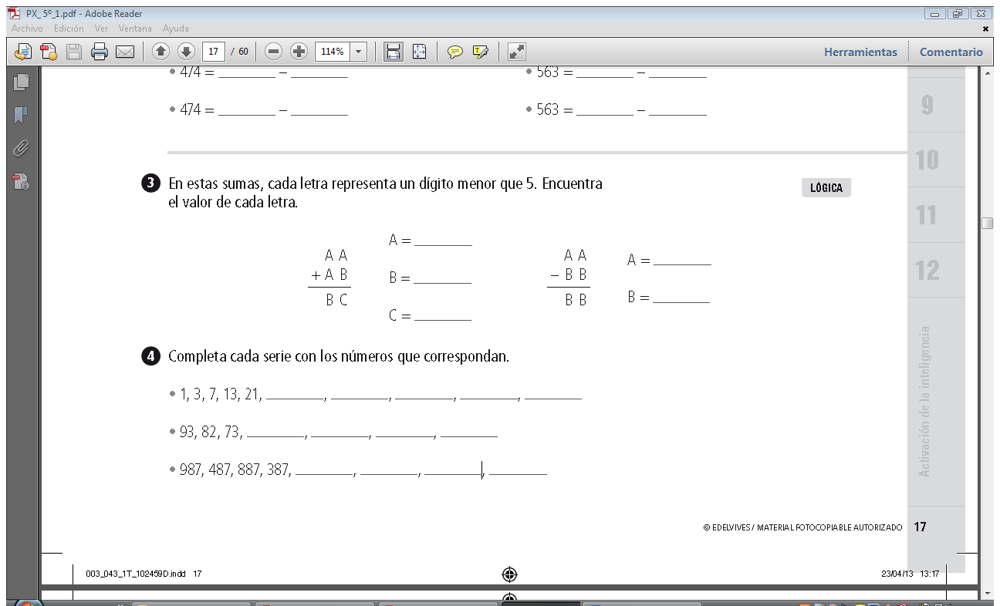 PX_ 5º_1.pdf - Adobe Reader
Archivo Edición Ver Ventana Ayuda
17 / 60 114% Herramientas Comentario
• 474 = ________ – ________ • 563 = ________ – ________
• 474 = ________ – ________ • 563 = ________ – ________
9
10
11
12
3 En estas sumas, cada letra representa un dígito menor que 5. Encuentra
el valor de cada letra.
LÓGICA
A A
+ A B
B C
A = ________
B = ________
C = ________
A A
– B B
B B
A = ________
B = ________
4 Completa cada serie con los números que correspondan.
• 1, 3, 7, 13, 21, ________, ________, ________, ________, ________
• 93, 82, 73, ________, ________, ________, ________
• 987, 487, 887, 387, ________, ________, ________, ________
Activación de la inteligencia
© EDELVIVES / MATERIAL FOTOCOPIABLE AUTORIZADO 17
003_043_1T_102459D.indd 17 23/04/13 13:17